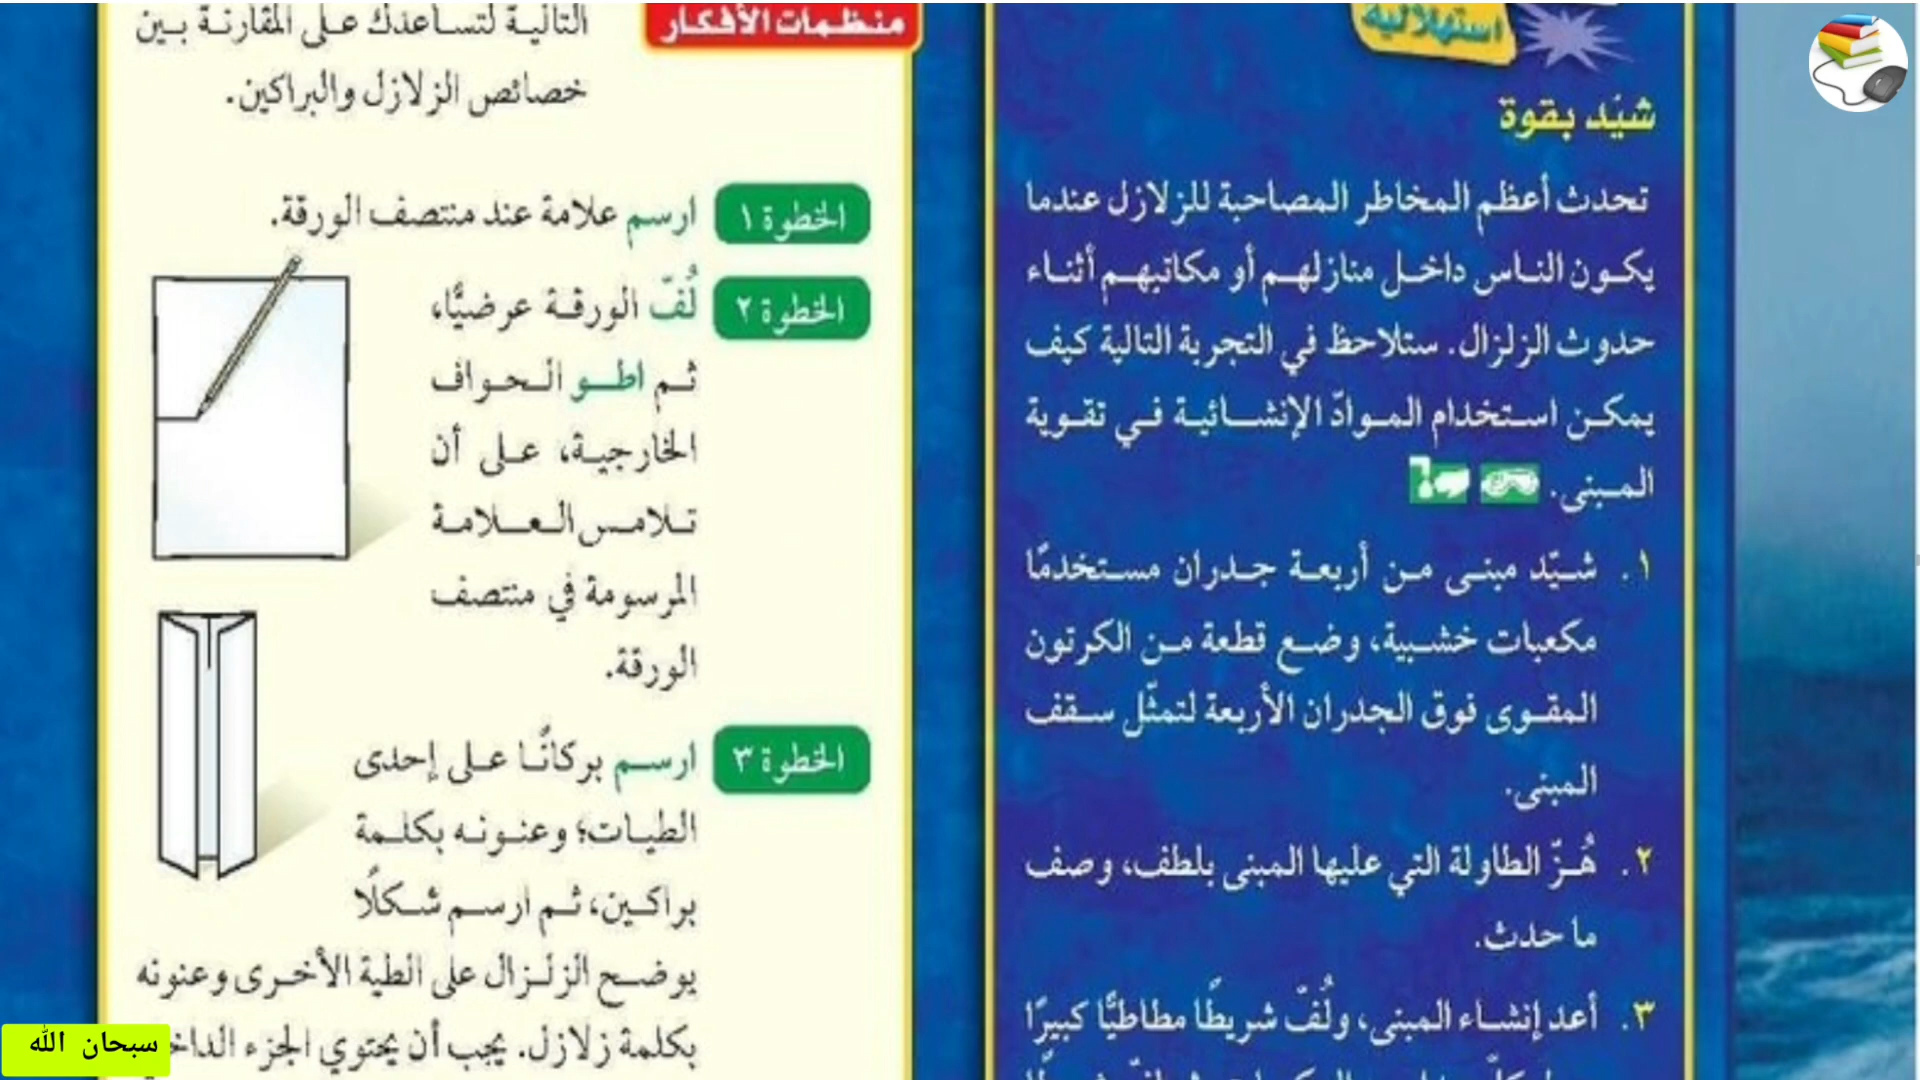 استهلالية
شيّد بقوة
تحدث أعظم المخاطر المصاحبة للزلازل عندما
يكون الناس داخل منازلهم أو مكاتبهم أثناء
حدوث الزلزال. ستلاحظ في التجربة التالية كيف
يمكن استخدام الموادّ الإنشائية في تقوية
المبنى.
١. شيّد مبنى من أربعة جدران مستخدمًا
مكعبات خشبية، وضع قطعة من الكرتون
المقوى فوق الجدران الأربعة لتمثّل سقف
المبنى.
٢. هُزّ الطاولة التي عليها المبنى بلطف، وصف
ما حدث.
٣. أعد إنشاء المبنى، ولُفّ شريطًا مطاطيًّا كبيرًا
منظمات الأفكار
التالية لتساعدك على المقارنة بين
خصائص الزلازل والبراكين.
الخطوة ١ ارسم علامة عند منتصف الورقة.
الخطوة ٢ لُفّ الورقة عرضيًّا،
ثم اطو الحواف
الخارجية، على أن
تلامس العلامة
المرسومة في منتصف
الورقة.
الخطوة ٣ ارسم بركانًا على إحدى
الطيات؛ وعنونه بكلمة
براكين، ثم ارسم شكلًا
يوضح الزلزال على الطية الأخرى وعنونه
بكلمة زلازل. يجب أن يحتوي الجزء
سبحان الله